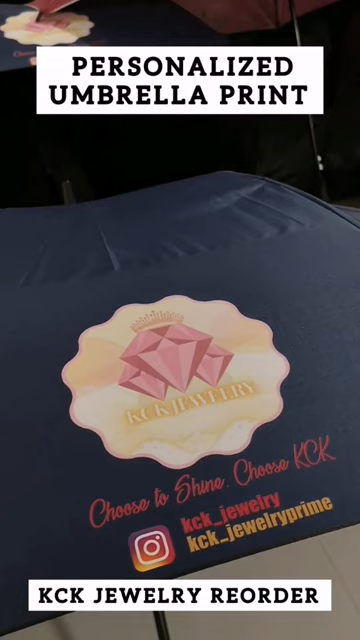 PERSONALIZED
UMBRELLA PRINT
KCK JEWELRY
Choose to Shine. Choose KCK
kck_jewelry
kck_jewelryprime
KCK JEWELRY REORDER